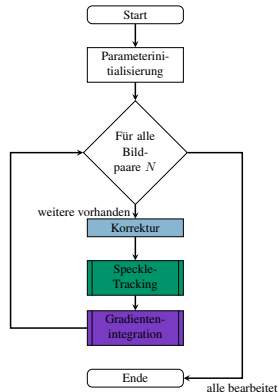 Start
Parameterini-
tialisierung
Für alle
Bild-
paare N
weitere vorhanden
Korrektur
Speckle-
Tracking
Gradienten-
integration
Ende
alle bearbeitet